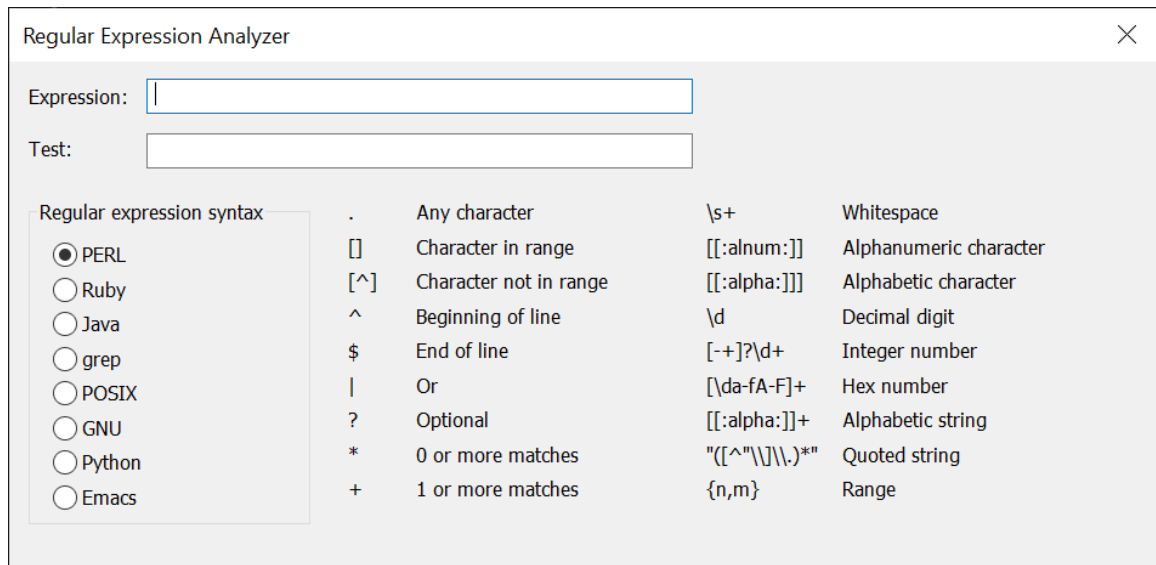 Regular Expression Analyzer
Expression:
Test:
Regular expression syntax
PERL
Ruby
Java
grep
POSIX
GNU
Python
Emacs
. Any character \s+ Whitespace
[] Character in range [[:alnum:]] Alphanumeric character
[^] Character not in range [[:alpha:]]] Alphabetic character
^ Beginning of line \d Decimal digit
$ End of line [-+]?\d+ Integer number
| Or [\da-fA-F]+ Hex number
? Optional [[:alpha:]]+ Alphabetic string
* 0 or more matches "([^"\\]\\.)*" Quoted string
+ 1 or more matches {n,m} Range